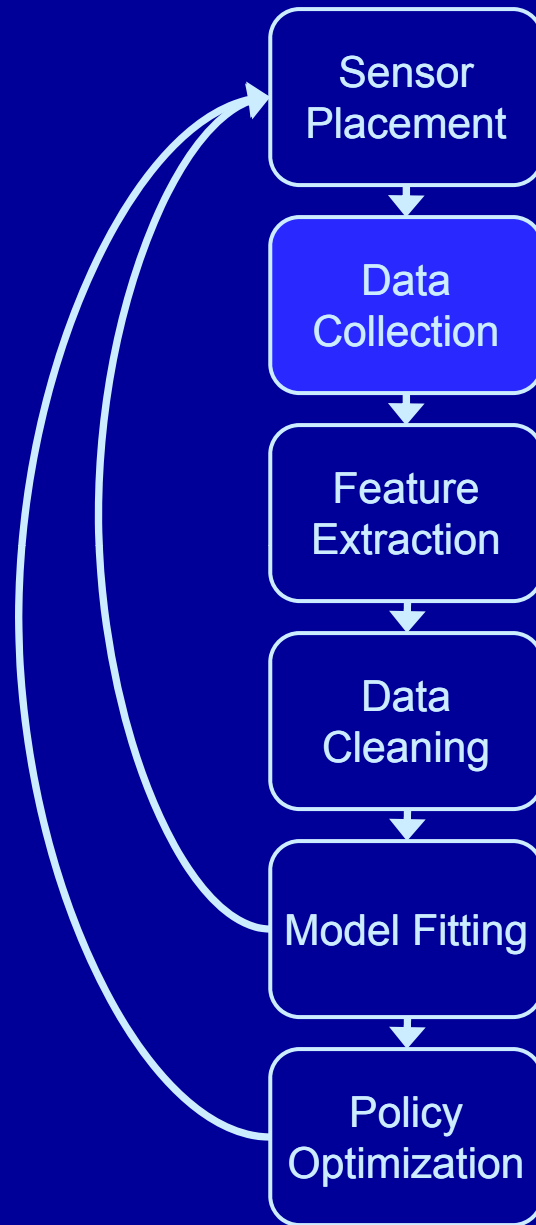 Sensor
Placement
Data
Collection
Feature
Extraction
Data
Cleaning
Model Fitting
Policy
Optimization